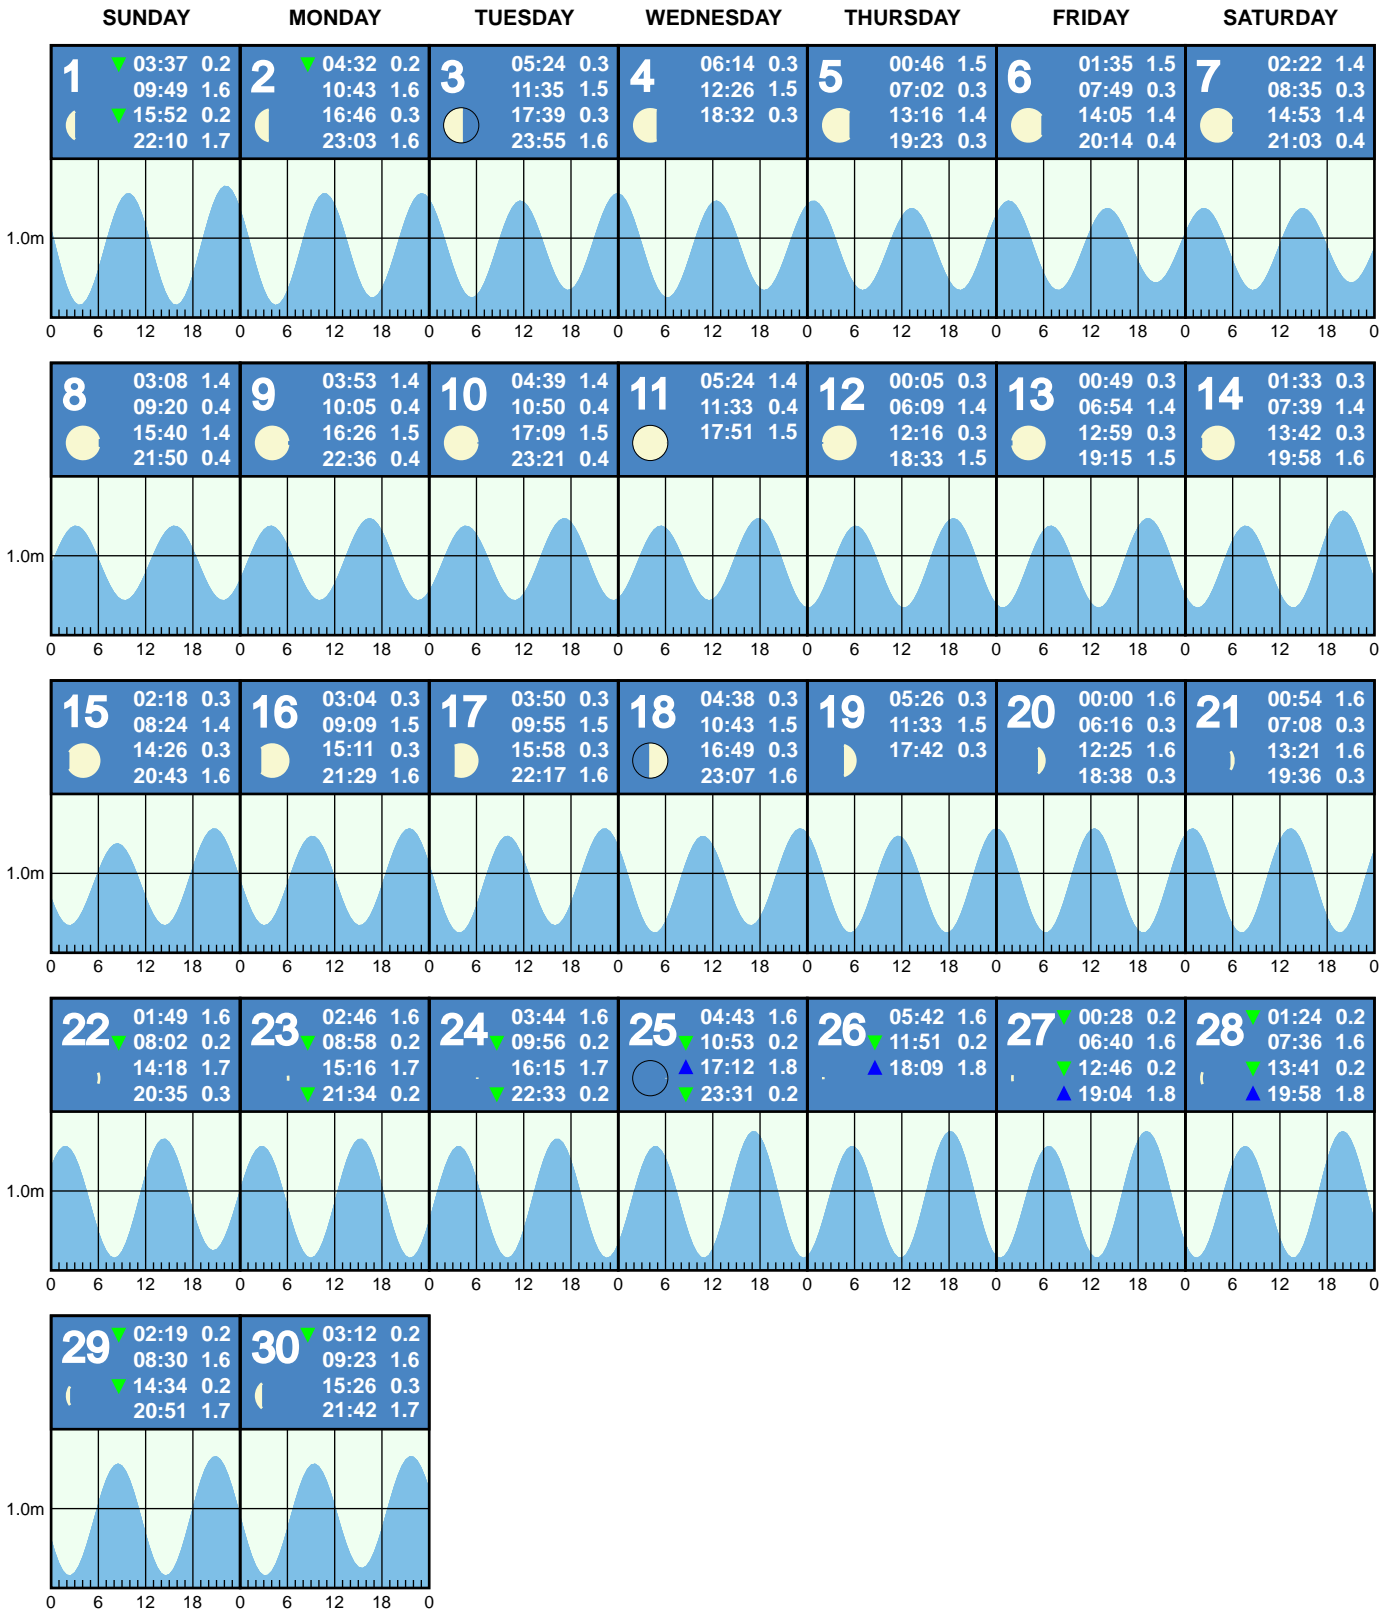 SUNDAY MONDAY TUESDAY WEDNESDAY THURSDAY FRIDAY SATURDAY
1 ▼ 03:37 0.2
09:49 1.6
▼ 15:52 0.2
22:10 1.7
2 ▼ 04:32 0.2
10:43 1.6
16:46 0.3
23:03 1.6
3 05:24 0.3
11:35 1.5
17:39 0.3
23:55 1.6
4 06:14 0.3
12:26 1.5
18:32 0.3
5 00:46 1.5
07:02 0.3
13:16 1.4
19:23 0.3
6 01:35 1.5
07:49 0.3
14:05 1.4
20:14 0.4
7 02:22 1.4
08:35 0.3
14:53 1.4
21:03 0.4
1.0m
0 6 12 18 0 6 12 18 0 6 12 18 0 6 12 18 0 6 12 18 0 6 12 18 0 6 12 18 0
8 03:08 1.4
09:20 0.4
15:40 1.4
21:50 0.4
9 03:53 1.4
10:05 0.4
16:26 1.5
22:36 0.4
10 04:39 1.4
10:50 0.4
17:09 1.5
23:21 0.4
11 05:24 1.4
11:33 0.4
17:51 1.5
12 00:05 0.3
06:09 1.4
12:16 0.3
18:33 1.5
13 00:49 0.3
06:54 1.4
12:59 0.3
19:15 1.5
14 01:33 0.3
07:39 1.4
13:42 0.3
19:58 1.6
1.0m
0 6 12 18 0 6 12 18 0 6 12 18 0 6 12 18 0 6 12 18 0 6 12 18 0 6 12 18 0
15 02:18 0.3
08:24 1.4
14:26 0.3
20:43 1.6
16 03:04 0.3
09:09 1.5
15:11 0.3
21:29 1.6
17 03:50 0.3
09:55 1.5
15:58 0.3
22:17 1.6
18 04:38 0.3
10:43 1.5
16:49 0.3
23:07 1.6
19 05:26 0.3
11:33 1.5
17:42 0.3
20 00:00 1.6
06:16 0.3
12:25 1.6
18:38 0.3
21 00:54 1.6
07:08 0.3
13:21 1.6
19:36 0.3
1.0m
0 6 12 18 0 6 12 18 0 6 12 18 0 6 12 18 0 6 12 18 0 6 12 18 0 6 12 18 0
22 01:49 1.6
▼ 08:02 0.2
14:18 1.7
20:35 0.3
23 02:46 1.6
▼ 08:58 0.2
15:16 1.7
▼ 21:34 0.2
24 03:44 1.6
▼ 09:56 0.2
16:15 1.7
▼ 22:33 0.2
25 04:43 1.6
▼ 10:53 0.2
▲ 17:12 1.8
▼ 23:31 0.2
26 05:42 1.6
▼ 11:51 0.2
▲ 18:09 1.8
27 ▼ 00:28 0.2
06:40 1.6
▼ 12:46 0.2
▲ 19:04 1.8
28 ▼ 01:24 0.2
07:36 1.6
▼ 13:41 0.2
▲ 19:58 1.8
1.0m
0 6 12 18 0 6 12 18 0 6 12 18 0 6 12 18 0 6 12 18 0 6 12 18 0 6 12 18 0
29 ▼ 02:19 0.2
08:30 1.6
▼ 14:34 0.2
20:51 1.7
30 ▼ 03:12 0.2
09:23 1.6
15:26 0.3
21:42 1.7
1.0m
0 6 12 18 0 6 12 18 0